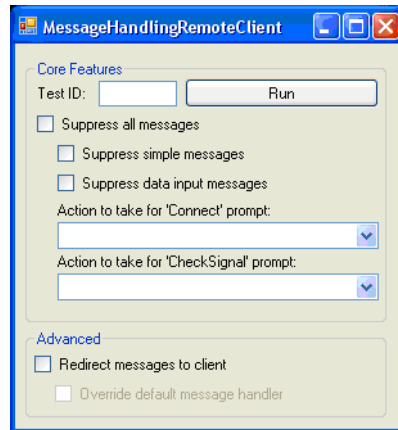 MessageHandlingRemoteClient
Core Features
Test ID: Run
Suppress all messages
Suppress simple messages
Suppress data input messages
Action to take for 'Connect' prompt:
Action to take for 'CheckSignal' prompt:
Advanced
Redirect messages to client
Override default message handler